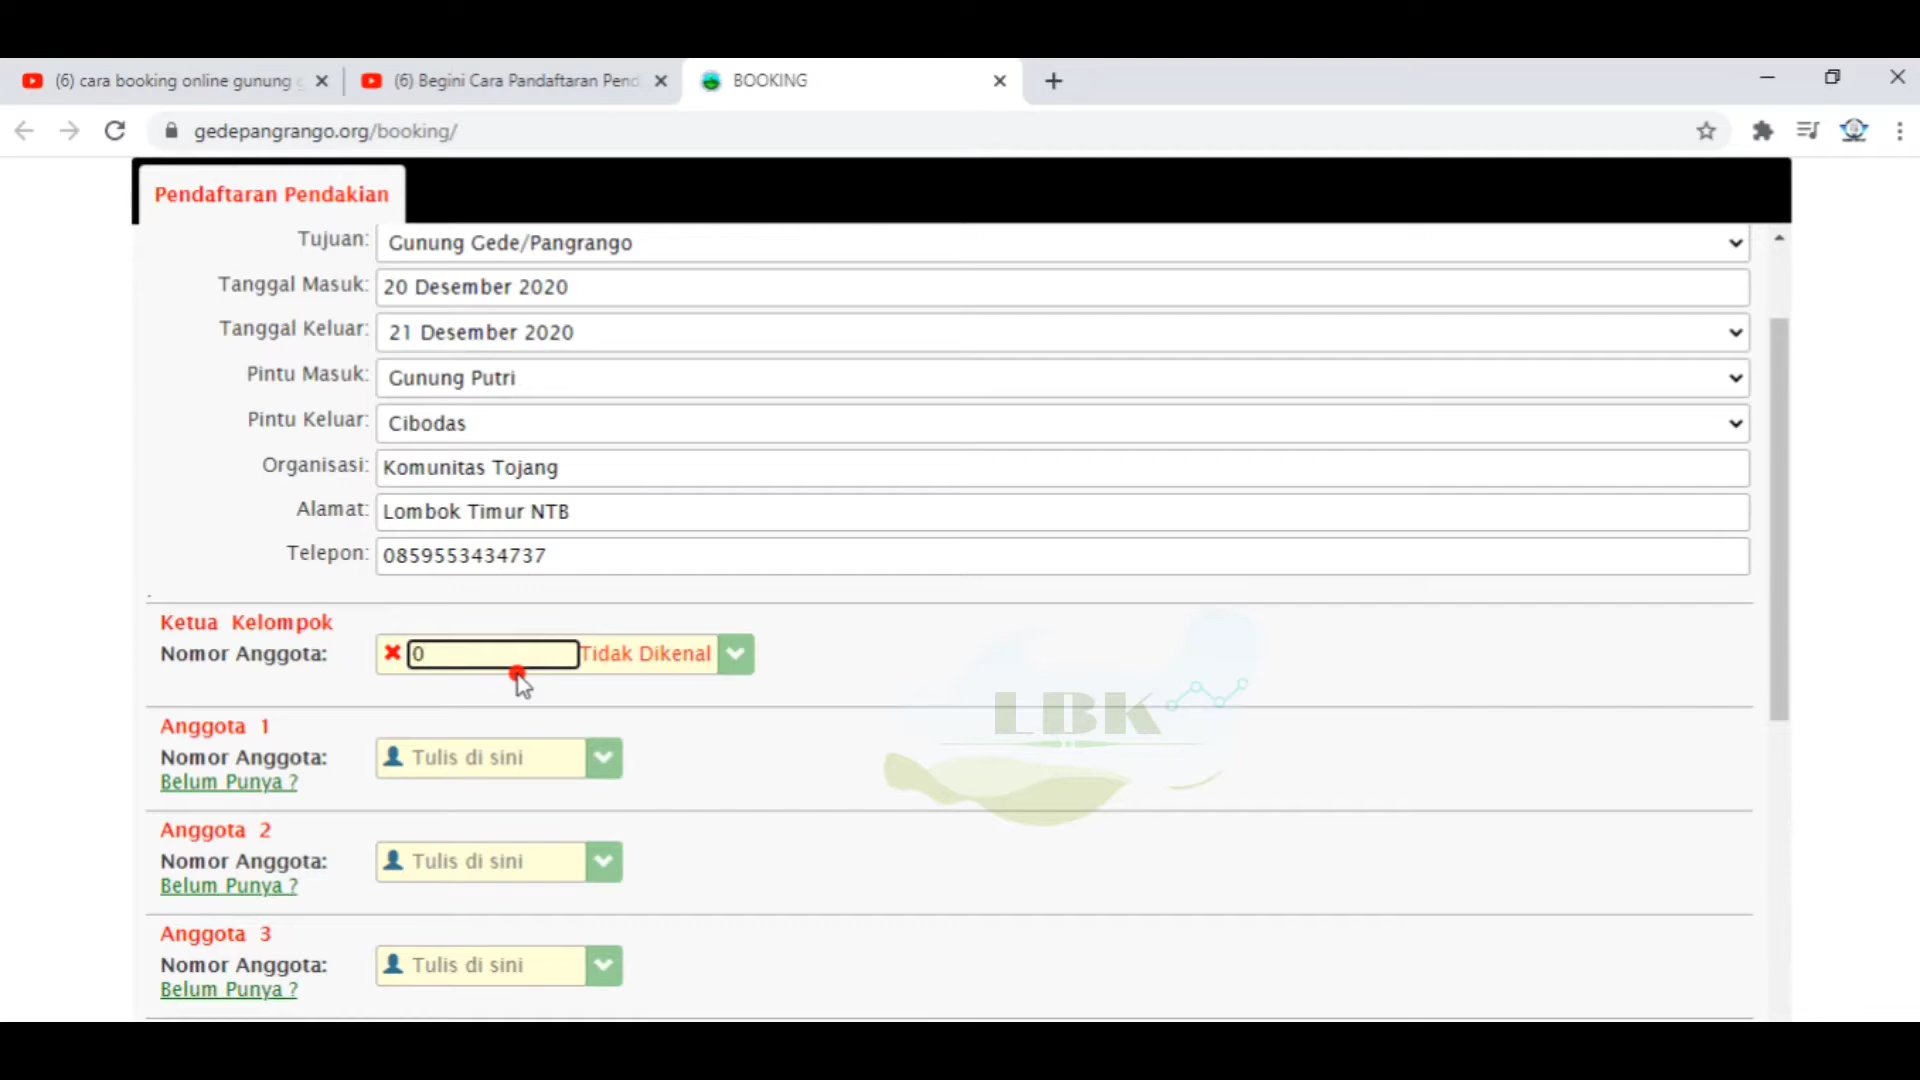 (6) cara booking online gunung g
(6) Begini Cara Pandaftaran Pend
BOOKING
gedepangrango.org/booking/
Pendaftaran Pendakian
Tujuan: Gunung Gede/Pangrango
Tanggal Masuk: 20 Desember 2020
Tanggal Keluar: 21 Desember 2020
Pintu Masuk: Gunung Putri
Pintu Keluar: Cibodas
Organisasi: Komunitas Tojang
Alamat: Lombok Timur NTB
Telepon: 0859553434737
.
Ketua Kelompok
Nomor Anggota: 0 Tidak Dikenal
LBK
Anggota 1
Nomor Anggota: Tulis di sini
Belum Punya ?
Anggota 2
Nomor Anggota: Tulis di sini
Belum Punya ?
Anggota 3
Nomor Anggota: Tulis di sini
Belum Punya ?